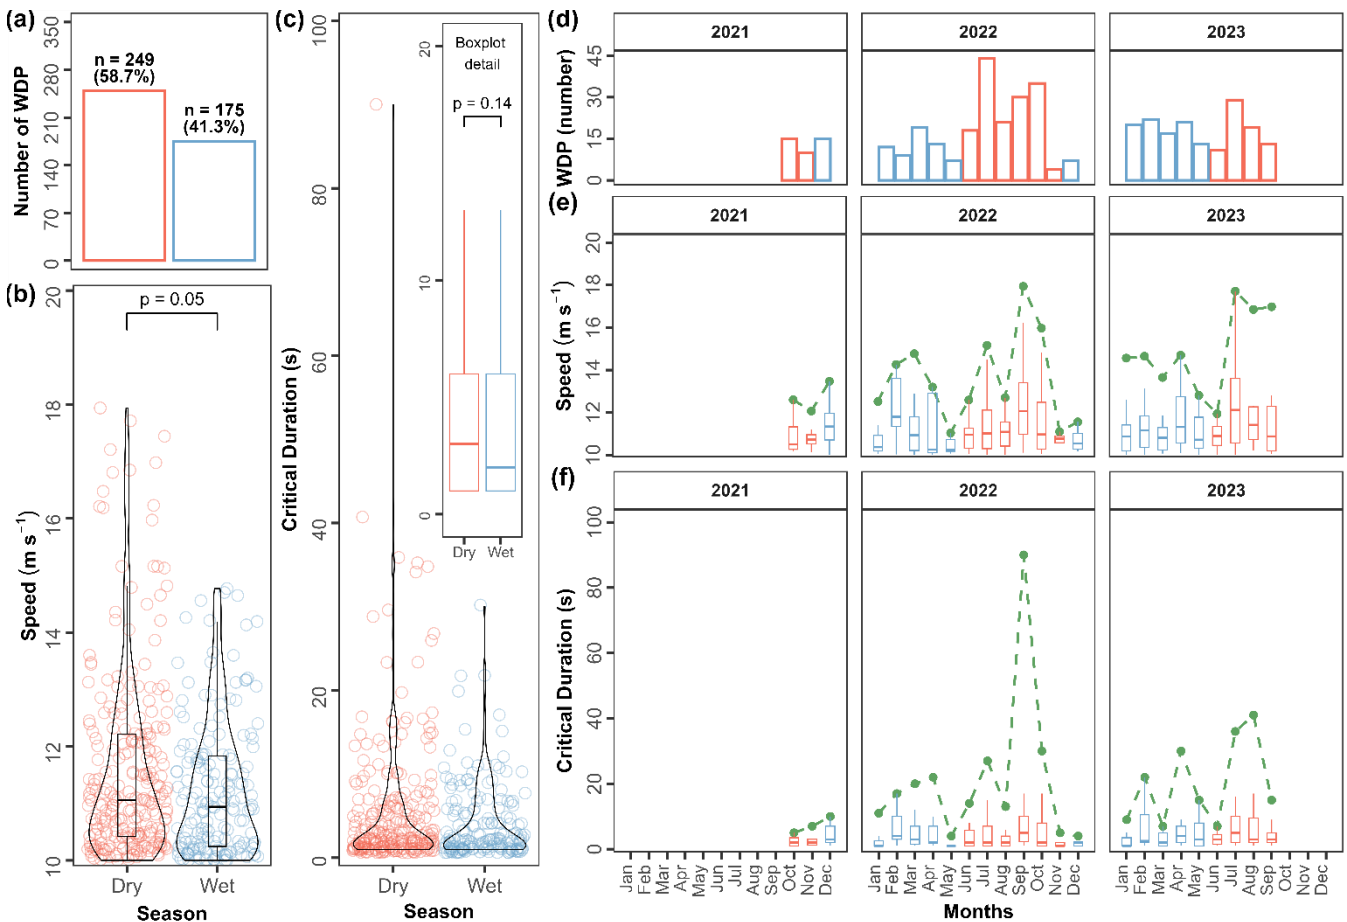 (a)
Number of WDP
350
280
210
140
70
0
n = 249
(58.7%)
n = 175
(41.3%)
(b)
Speed (m s⁻¹)
20
18
16
14
12
10
p = 0.05
Dry
Wet
Season
(c)
Critical Duration (s)
100
80
60
40
20
0
Boxplot
detail
p = 0.14
20
10
0
Dry
Wet
Dry
Wet
Season
(d)
2021
2022
2023
WDP (number)
45
30
15
0
(e)
2021
2022
2023
Speed (m s⁻¹)
20
18
16
14
12
10
(f)
2021
2022
2023
Critical Duration (s)
100
80
60
40
20
0
Jan Feb Mar Apr May Jun Jul Aug Sep Oct Nov Dec
Jan Feb Mar Apr May Jun Jul Aug Sep Oct Nov Dec
Jan Feb Mar Apr May Jun Jul Aug Sep Oct Nov Dec
Months